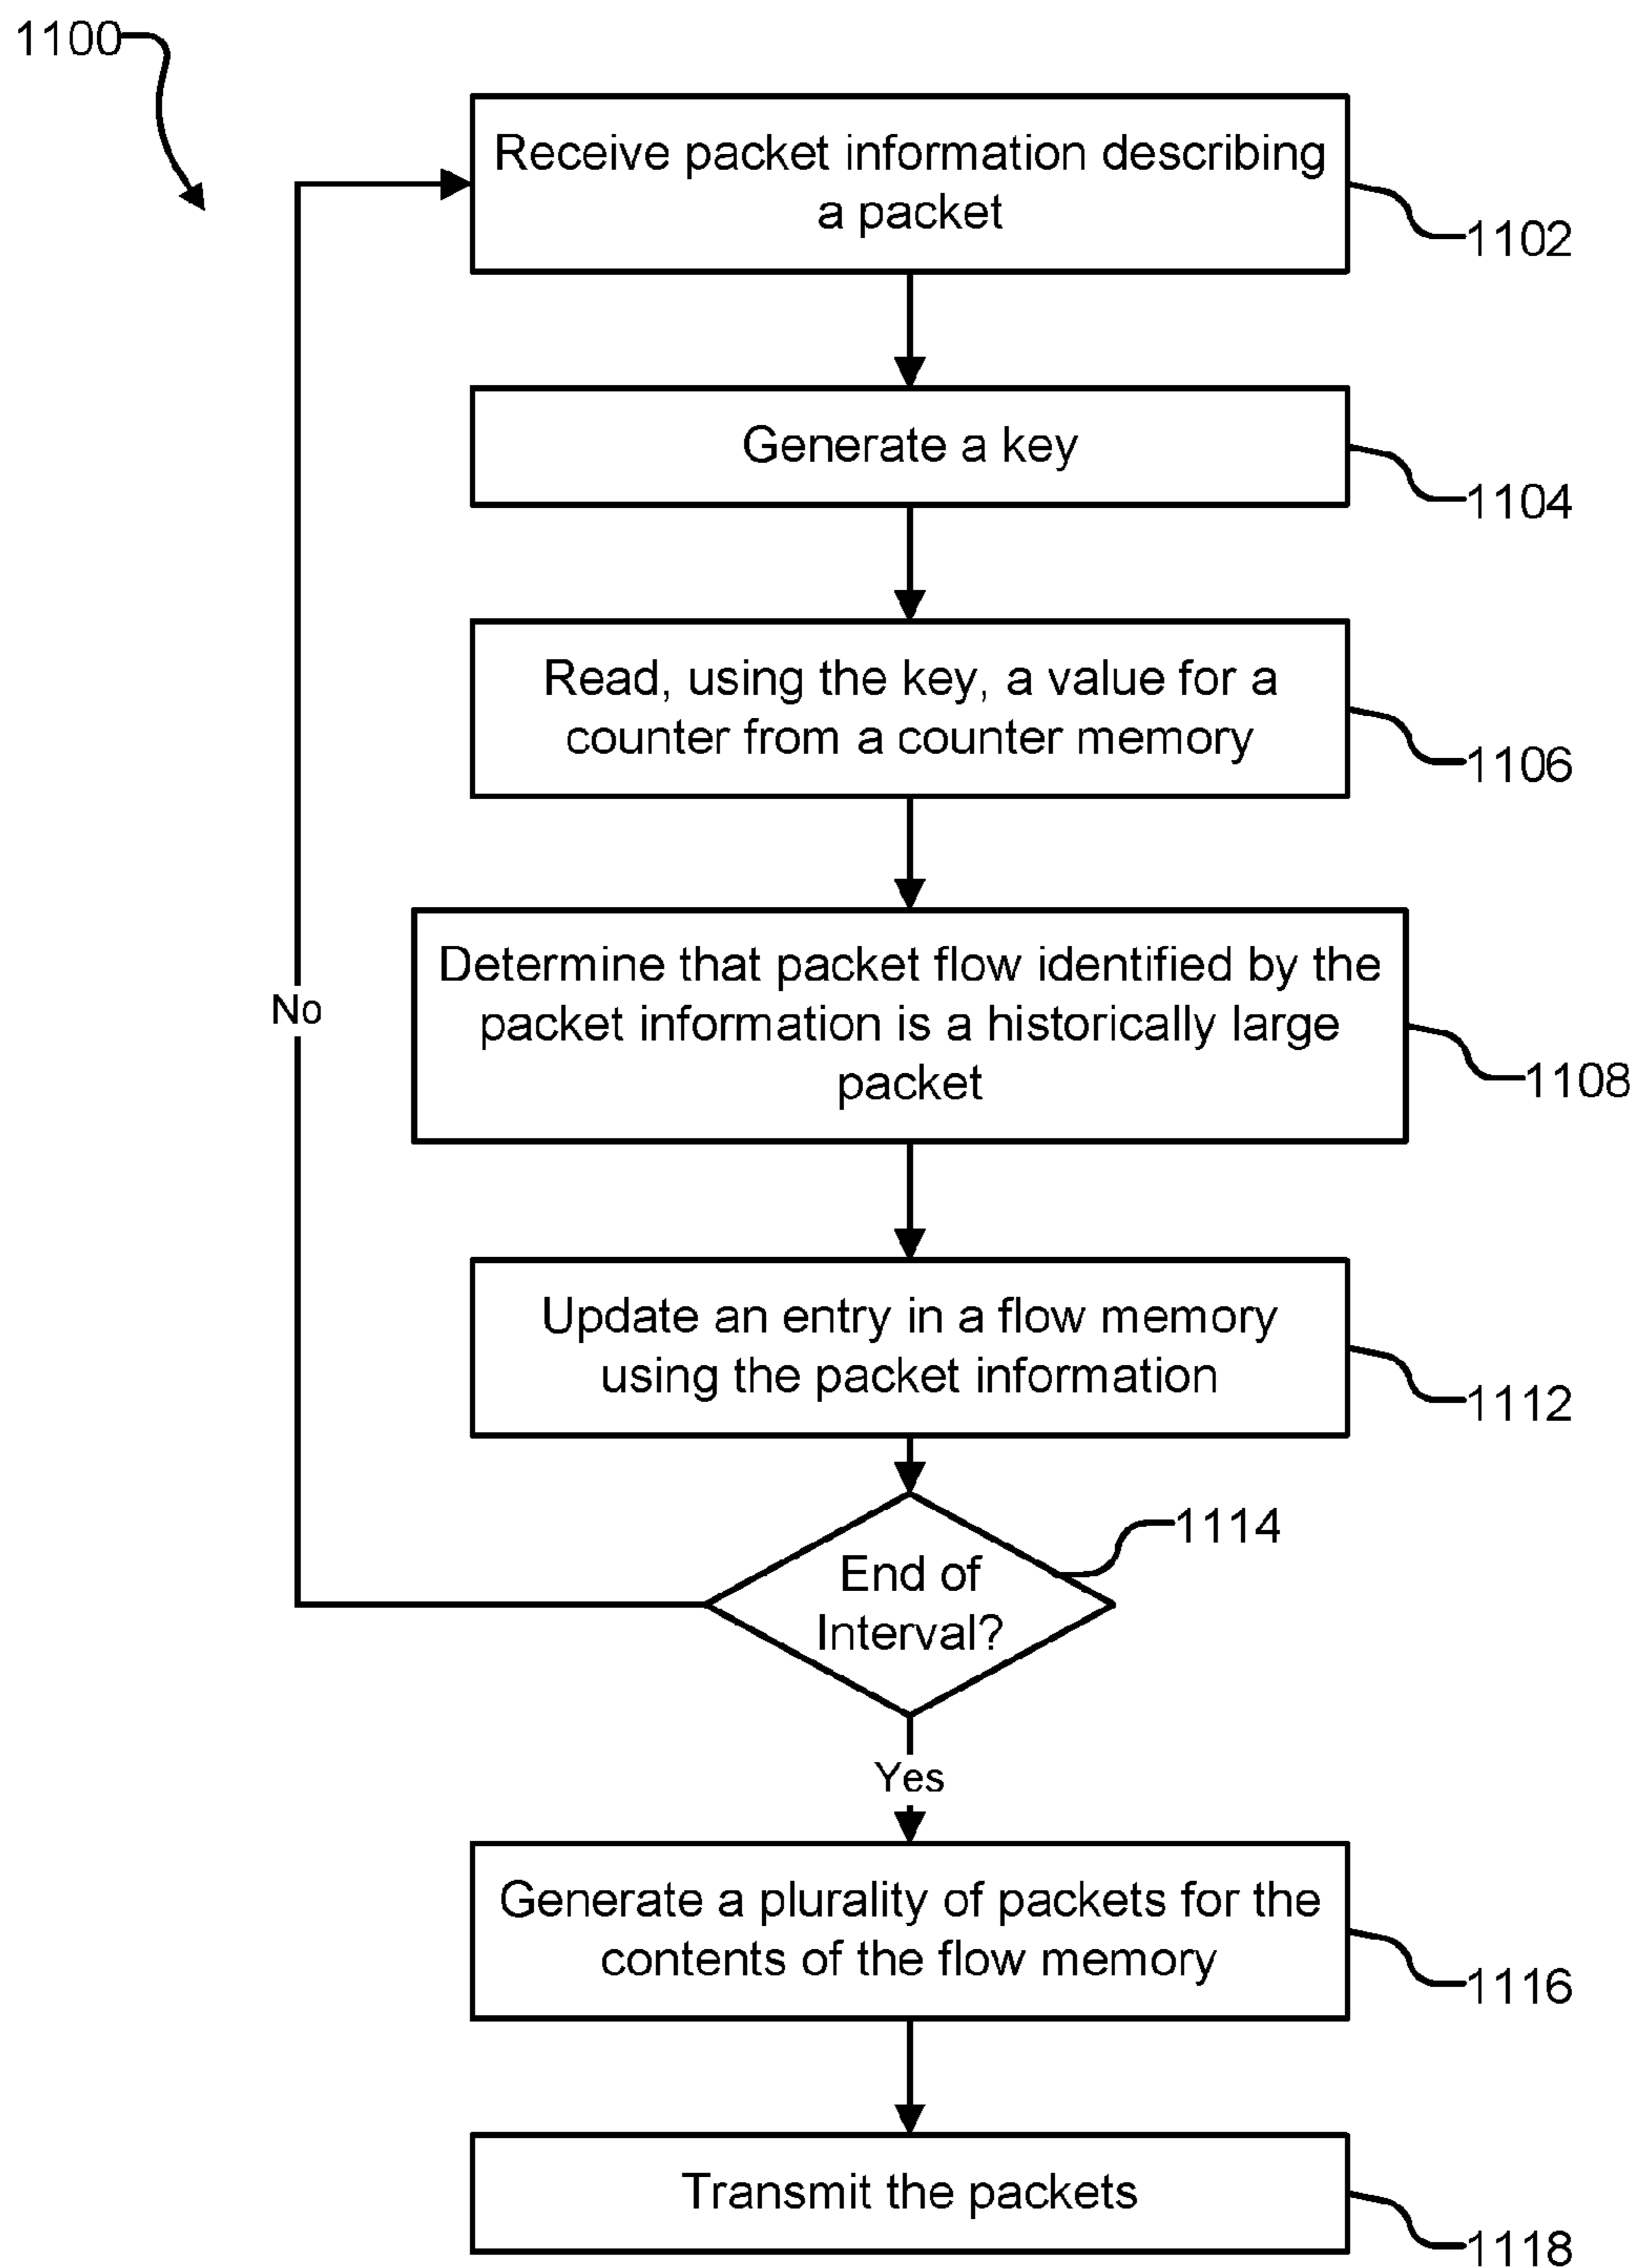 1100
Receive packet information describing
a packet
1102
Generate a key
1104
Read, using the key, a value for a
counter from a counter memory
1106
Determine that packet flow identified by the
packet information is a historically large
packet
1108
No
Update an entry in a flow memory
using the packet information
1112
End of
Interval?
1114
Yes
Generate a plurality of packets for the
contents of the flow memory
1116
Transmit the packets
1118